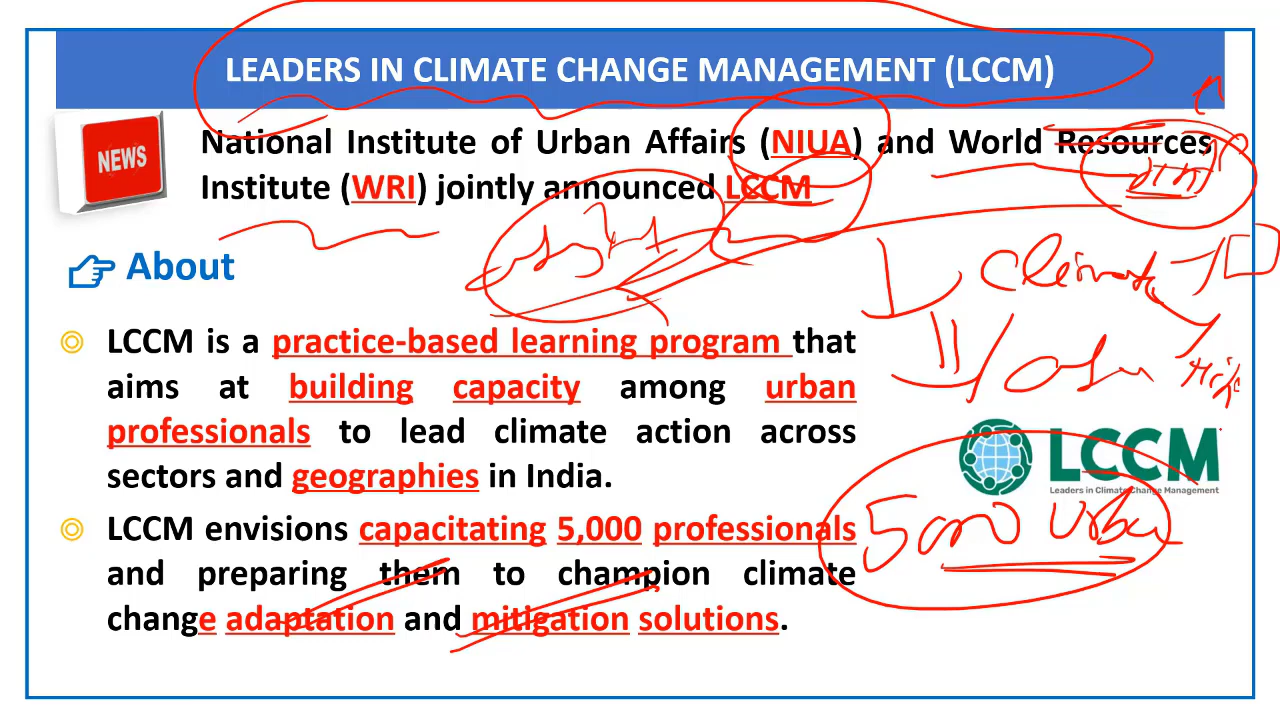 LEADERS IN CLIMATE CHANGE MANAGEMENT (LCCM)
NEWS
National Institute of Urban Affairs (NIUA) and World Resources
Institute (WRI) jointly announced LCCM
About
LCCM is a practice-based learning program that
aims at building capacity among urban
professionals to lead climate action across
sectors and geographies in India.
LCCM envisions capacitating 5,000 professionals
and preparing them to champion climate
change adaptation and mitigation solutions.
Climate
LCCM
Leaders in Climate Change Management
5000 Urban